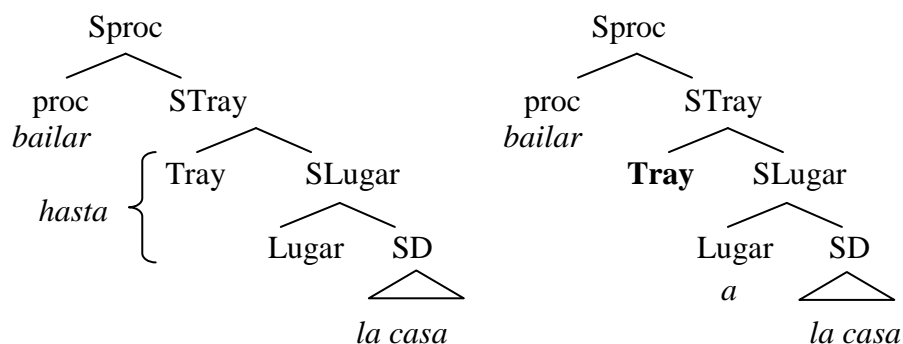 Sproc Sproc
proc STray proc STray
bailar bailar
Tray SLugar Tray SLugar
hasta
Lugar SD Lugar SD
a
la casa la casa